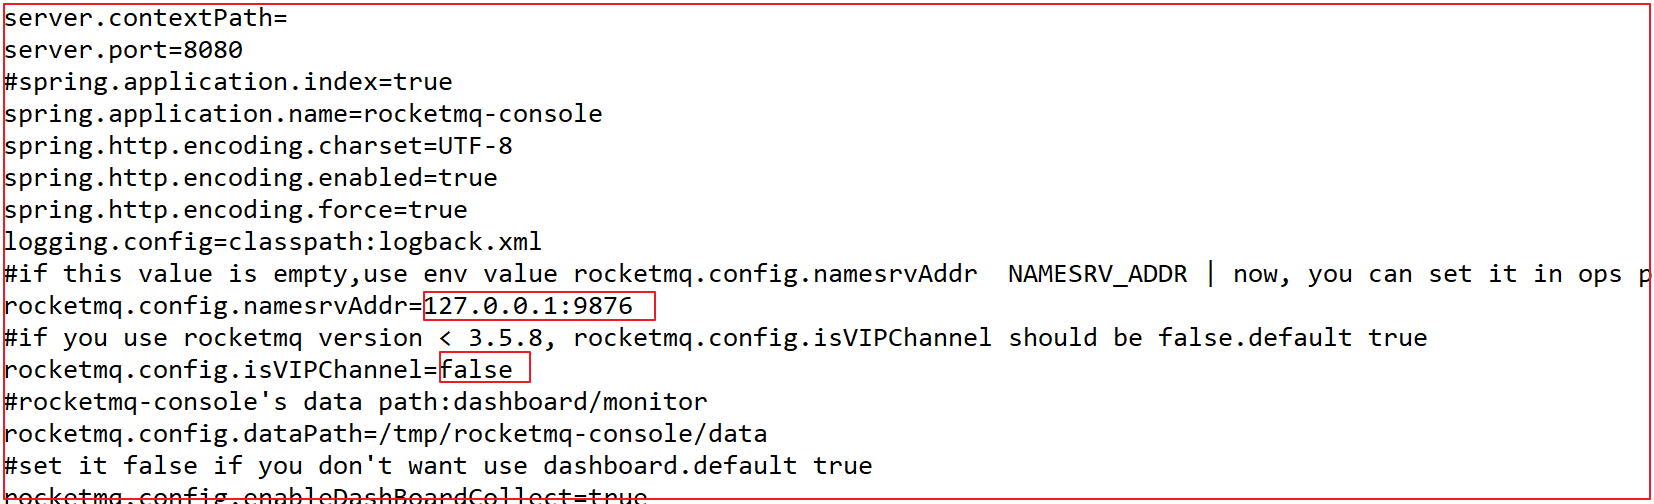 server.contextPath=
server.port=8080
#spring.application.index=true
spring.application.name=rocketmq-console
spring.http.encoding.charset=UTF-8
spring.http.encoding.enabled=true
spring.http.encoding.force=true
logging.config=classpath:logback.xml
#if this value is empty,use env value rocketmq.config.namesrvAddr  NAMESRV_ADDR | now, you can set it in ops p
rocketmq.config.namesrvAddr=127.0.0.1:9876
#if you use rocketmq version < 3.5.8, rocketmq.config.isVIPChannel should be false.default true
rocketmq.config.isVIPChannel=false
#rocketmq-console's data path:dashboard/monitor
rocketmq.config.dataPath=/tmp/rocketmq-console/data
#set it false if you don't want use dashboard.default true
rocketmq.config.enableDashBoardCollect=true